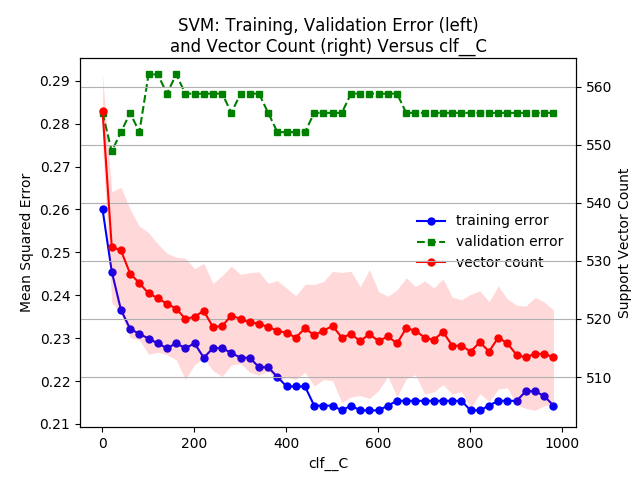 SVM: Training, Validation Error (left)
and Vector Count (right) Versus clf__C
Mean Squared Error
0.29
0.28
0.27
0.26
0.25
0.24
0.23
0.22
0.21
training error
validation error
vector count
560
550
540
530
520
510
Support Vector Count
0
200
400
600
800
1000
clf__C